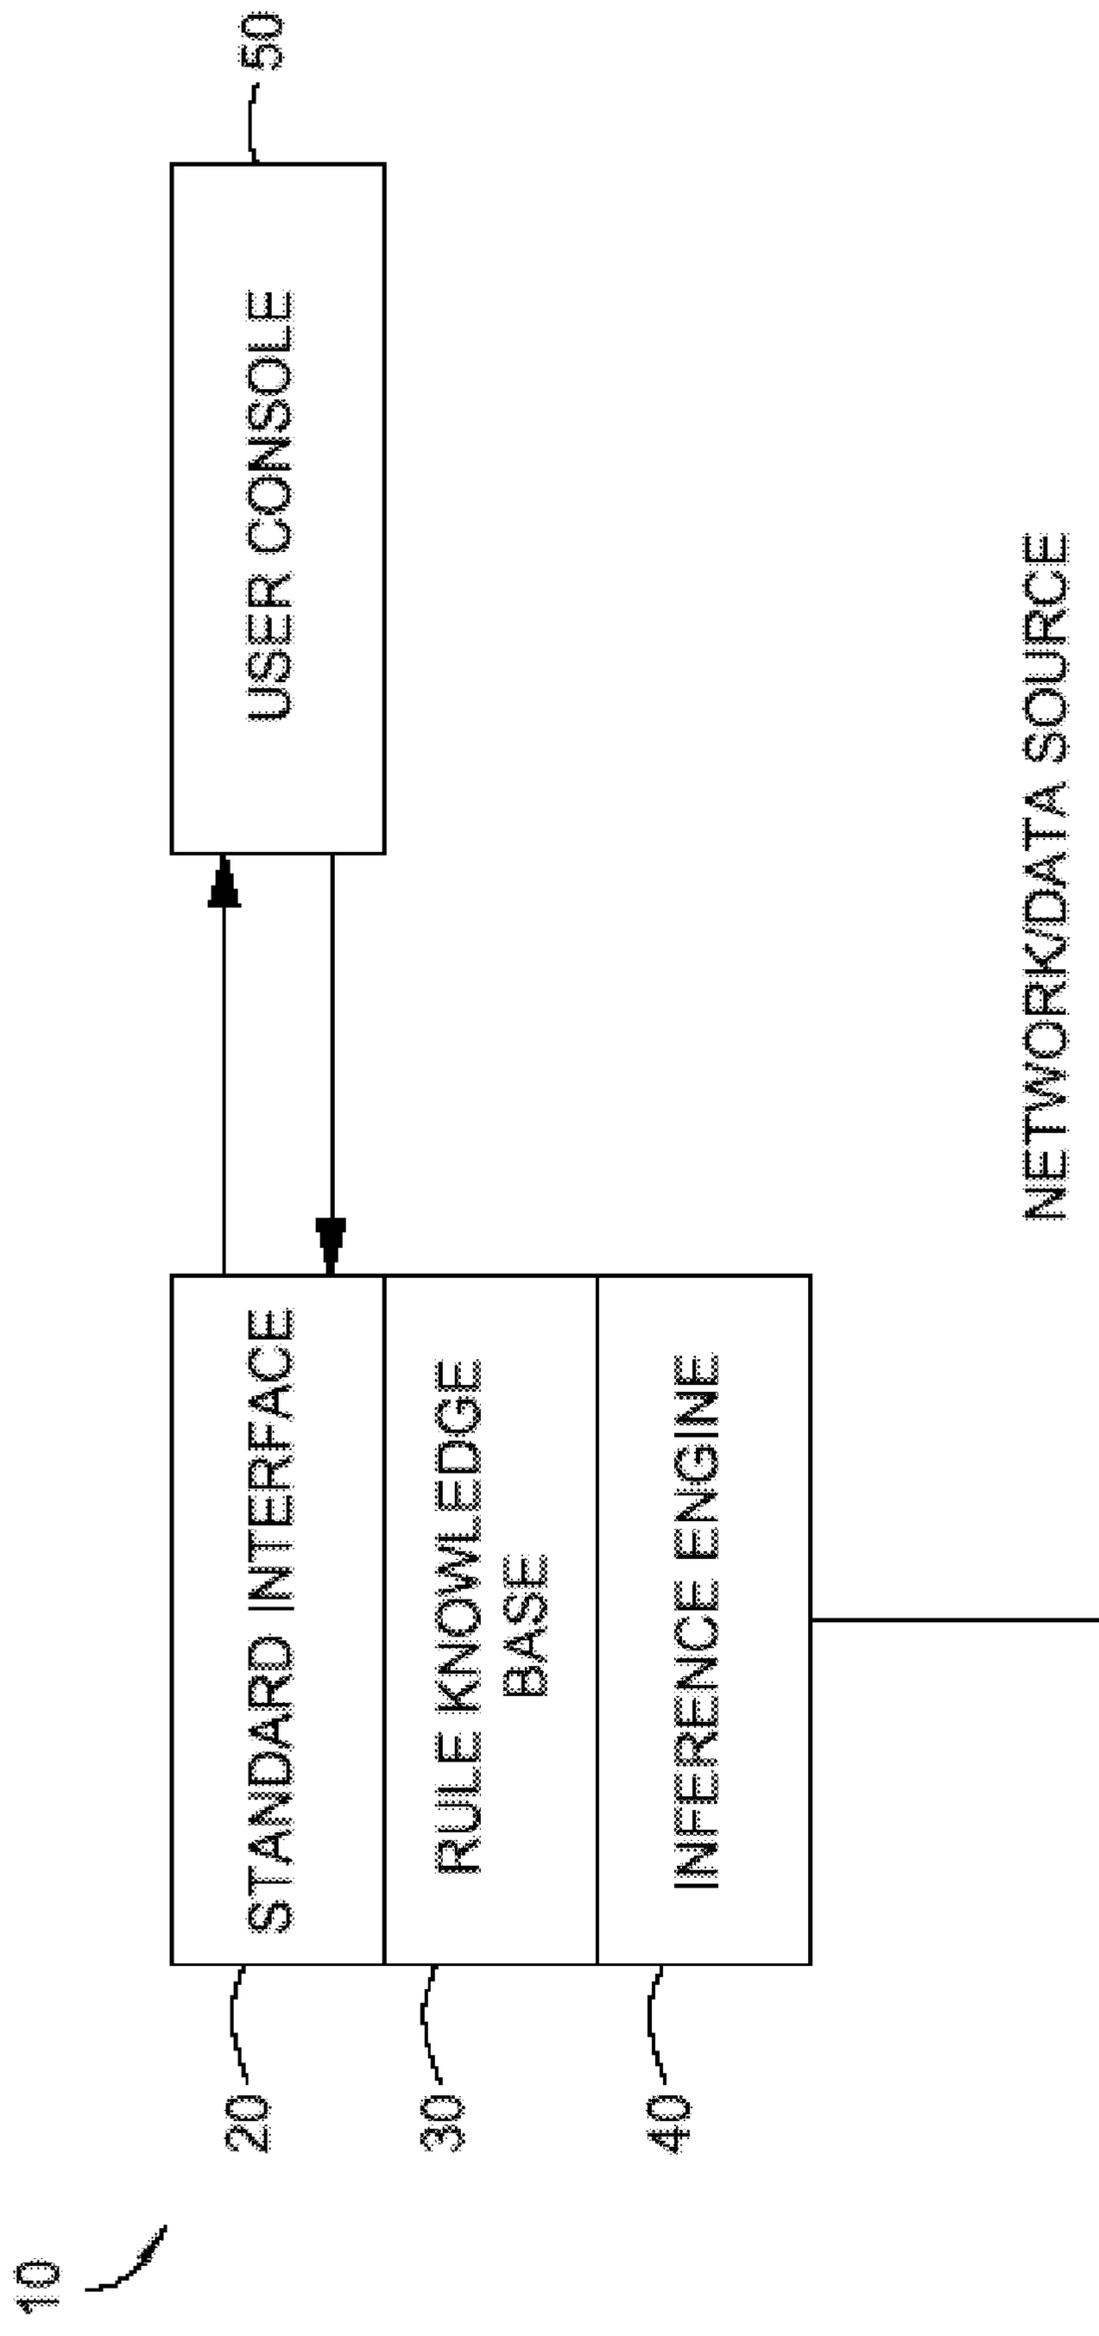 10
20
STANDARD INTERFACE
USER CONSOLE
50
30
RULE KNOWLEDGE
BASE
40
INFERENCE ENGINE
NETWORK/DATA SOURCE